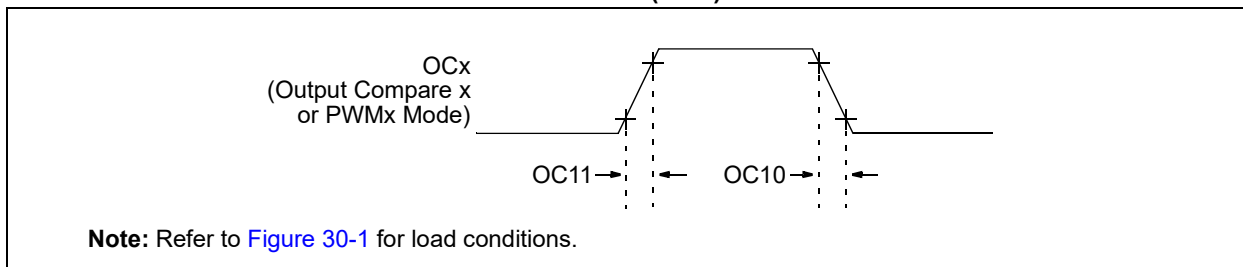 OCx
(Output Compare x
or PWMx Mode)
OC11
OC10
Note: Refer to Figure 30-1 for load conditions.